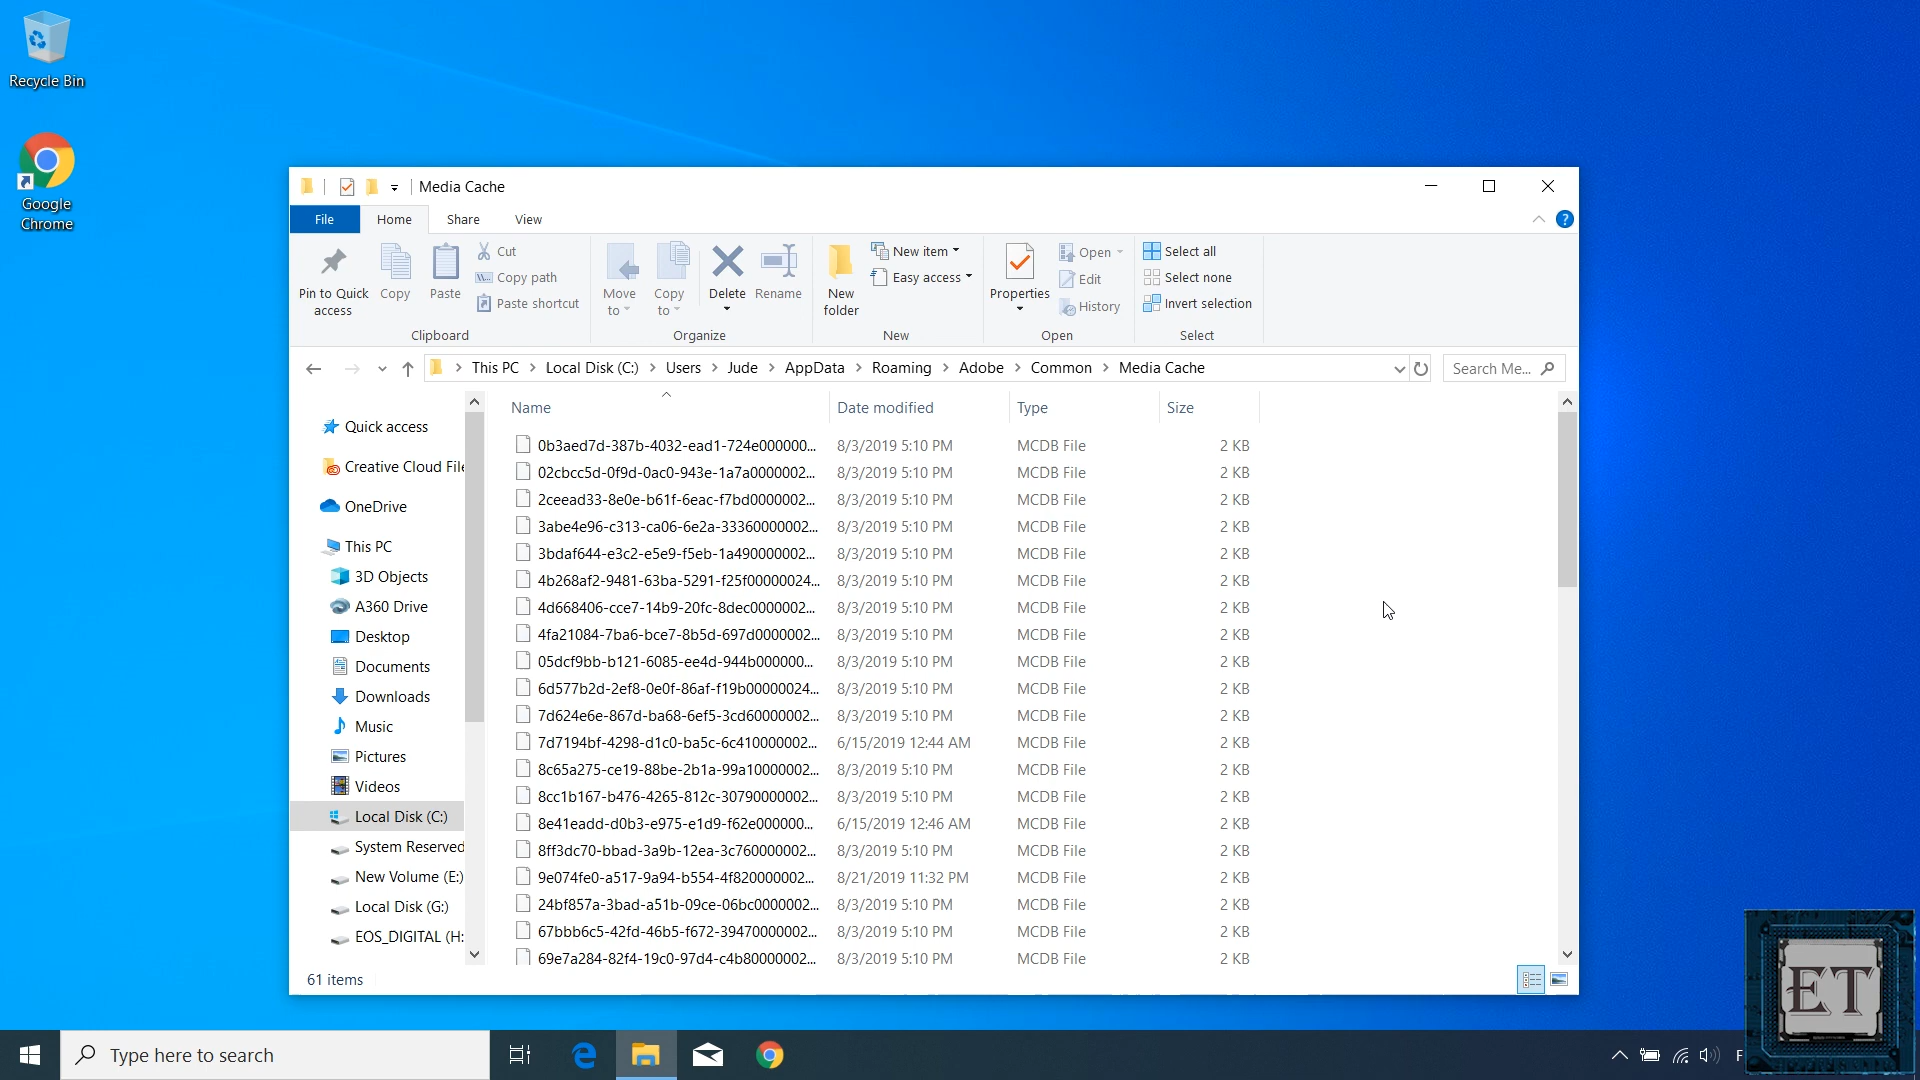 Recycle Bin
Google
Chrome
Media Cache
File
Home
Share
View
?
Pin to Quick
access
Copy
Paste
Cut
Copy path
Paste shortcut
Clipboard
Move
to
Copy
to
Delete
Rename
Organize
New
folder
New item
Easy access
New
Properties
Open
Edit
History
Open
Select all
Select none
Invert selection
Select
This PC > Local Disk (C:) > Users > Jude > AppData > Roaming > Adobe > Common > Media Cache
Search Me...
Quick access
Creative Cloud File
OneDrive
This PC
3D Objects
A360 Drive
Desktop
Documents
Downloads
Music
Pictures
Videos
Local Disk (C:)
System Reserved
New Volume (E:)
Local Disk (G:)
EOS_DIGITAL (H:
Name Date modified Type Size
0b3aed7d-387b-4032-ead1-724e000000... 8/3/2019 5:10 PM MCDB File 2 KB
02cbcc5d-0f9d-0ac0-943e-1a7a0000002... 8/3/2019 5:10 PM MCDB File 2 KB
2ceead33-8e0e-b61f-6eac-f7bd0000002... 8/3/2019 5:10 PM MCDB File 2 KB
3abe4e96-c313-ca06-6e2a-33360000002... 8/3/2019 5:10 PM MCDB File 2 KB
3bdaf644-e3c2-e5e9-f5eb-1a490000002... 8/3/2019 5:10 PM MCDB File 2 KB
4b268af2-9481-63ba-5291-f25f00000024... 8/3/2019 5:10 PM MCDB File 2 KB
4d668406-cce7-14b9-20fc-8dec0000002... 8/3/2019 5:10 PM MCDB File 2 KB
4fa21084-7ba6-bce7-8b5d-697d0000002... 8/3/2019 5:10 PM MCDB File 2 KB
05dcf9bb-b121-6085-ee4d-944b000000... 8/3/2019 5:10 PM MCDB File 2 KB
6d577b2d-2ef8-0e0f-86af-f19b00000024... 8/3/2019 5:10 PM MCDB File 2 KB
7d624e6e-867d-ba68-6ef5-3cd60000002... 8/3/2019 5:10 PM MCDB File 2 KB
7d7194bf-4298-d1c0-ba5c-6c410000002... 6/15/2019 12:44 AM MCDB File 2 KB
8c65a275-ce19-88be-2b1a-99a10000002... 8/3/2019 5:10 PM MCDB File 2 KB
8cc1b167-b476-4265-812c-30790000002... 8/3/2019 5:10 PM MCDB File 2 KB
8e41eadd-d0b3-e975-e1d9-f62e000000... 6/15/2019 12:46 AM MCDB File 2 KB
8ff3dc70-bbad-3a9b-12ea-3c760000002... 8/3/2019 5:10 PM MCDB File 2 KB
9e074fe0-a517-9a94-b554-4f820000002... 8/21/2019 11:32 PM MCDB File 2 KB
24bf857a-3bad-a51b-09ce-06bc0000002... 8/3/2019 5:10 PM MCDB File 2 KB
67bbb6c5-42fd-46b5-f672-39470000002... 8/3/2019 5:10 PM MCDB File 2 KB
69e7a284-82f4-19c0-97d4-c4b80000002... 8/3/2019 5:10 PM MCDB File 2 KB
61 items
ET
Type here to search